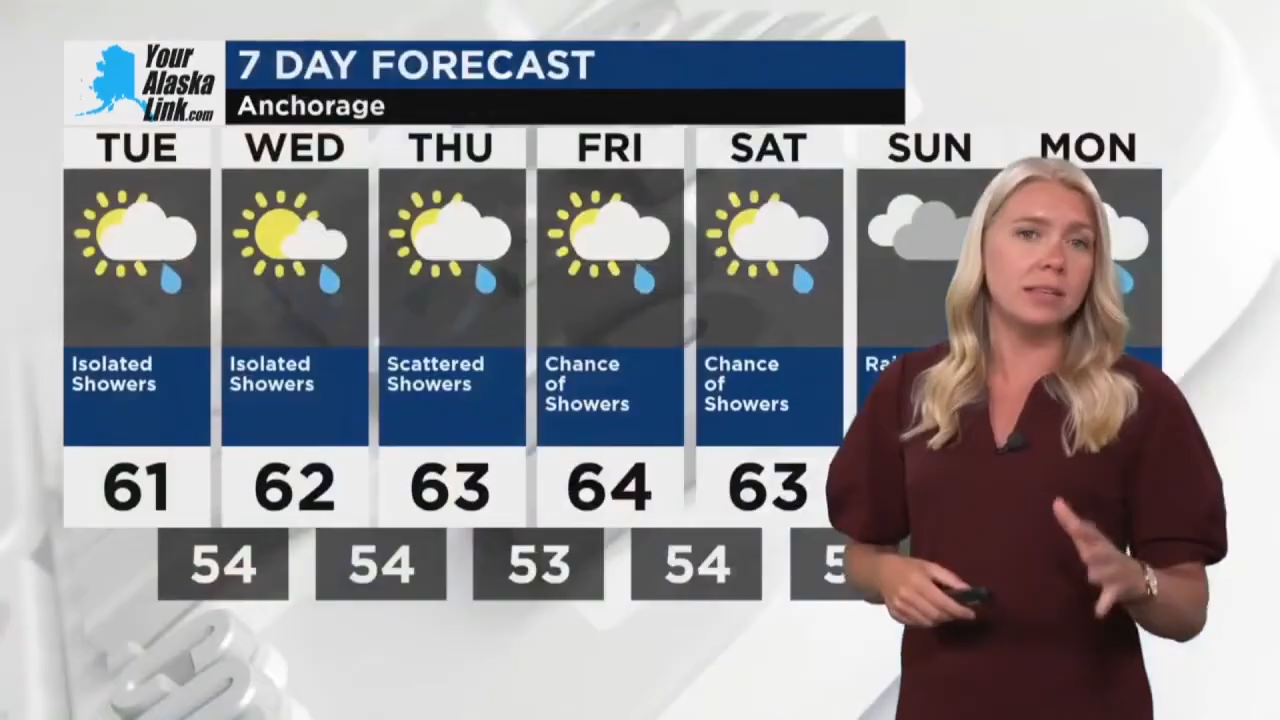 Your
Alaska
Link.com
7 DAY FORECAST
Anchorage
TUE WED THU FRI SAT SUN MON
Isolated
Showers
Isolated
Showers
Scattered
Showers
Chance
of
Showers
Chance
of
Showers
61 62 63 64 63
54 54 53 54